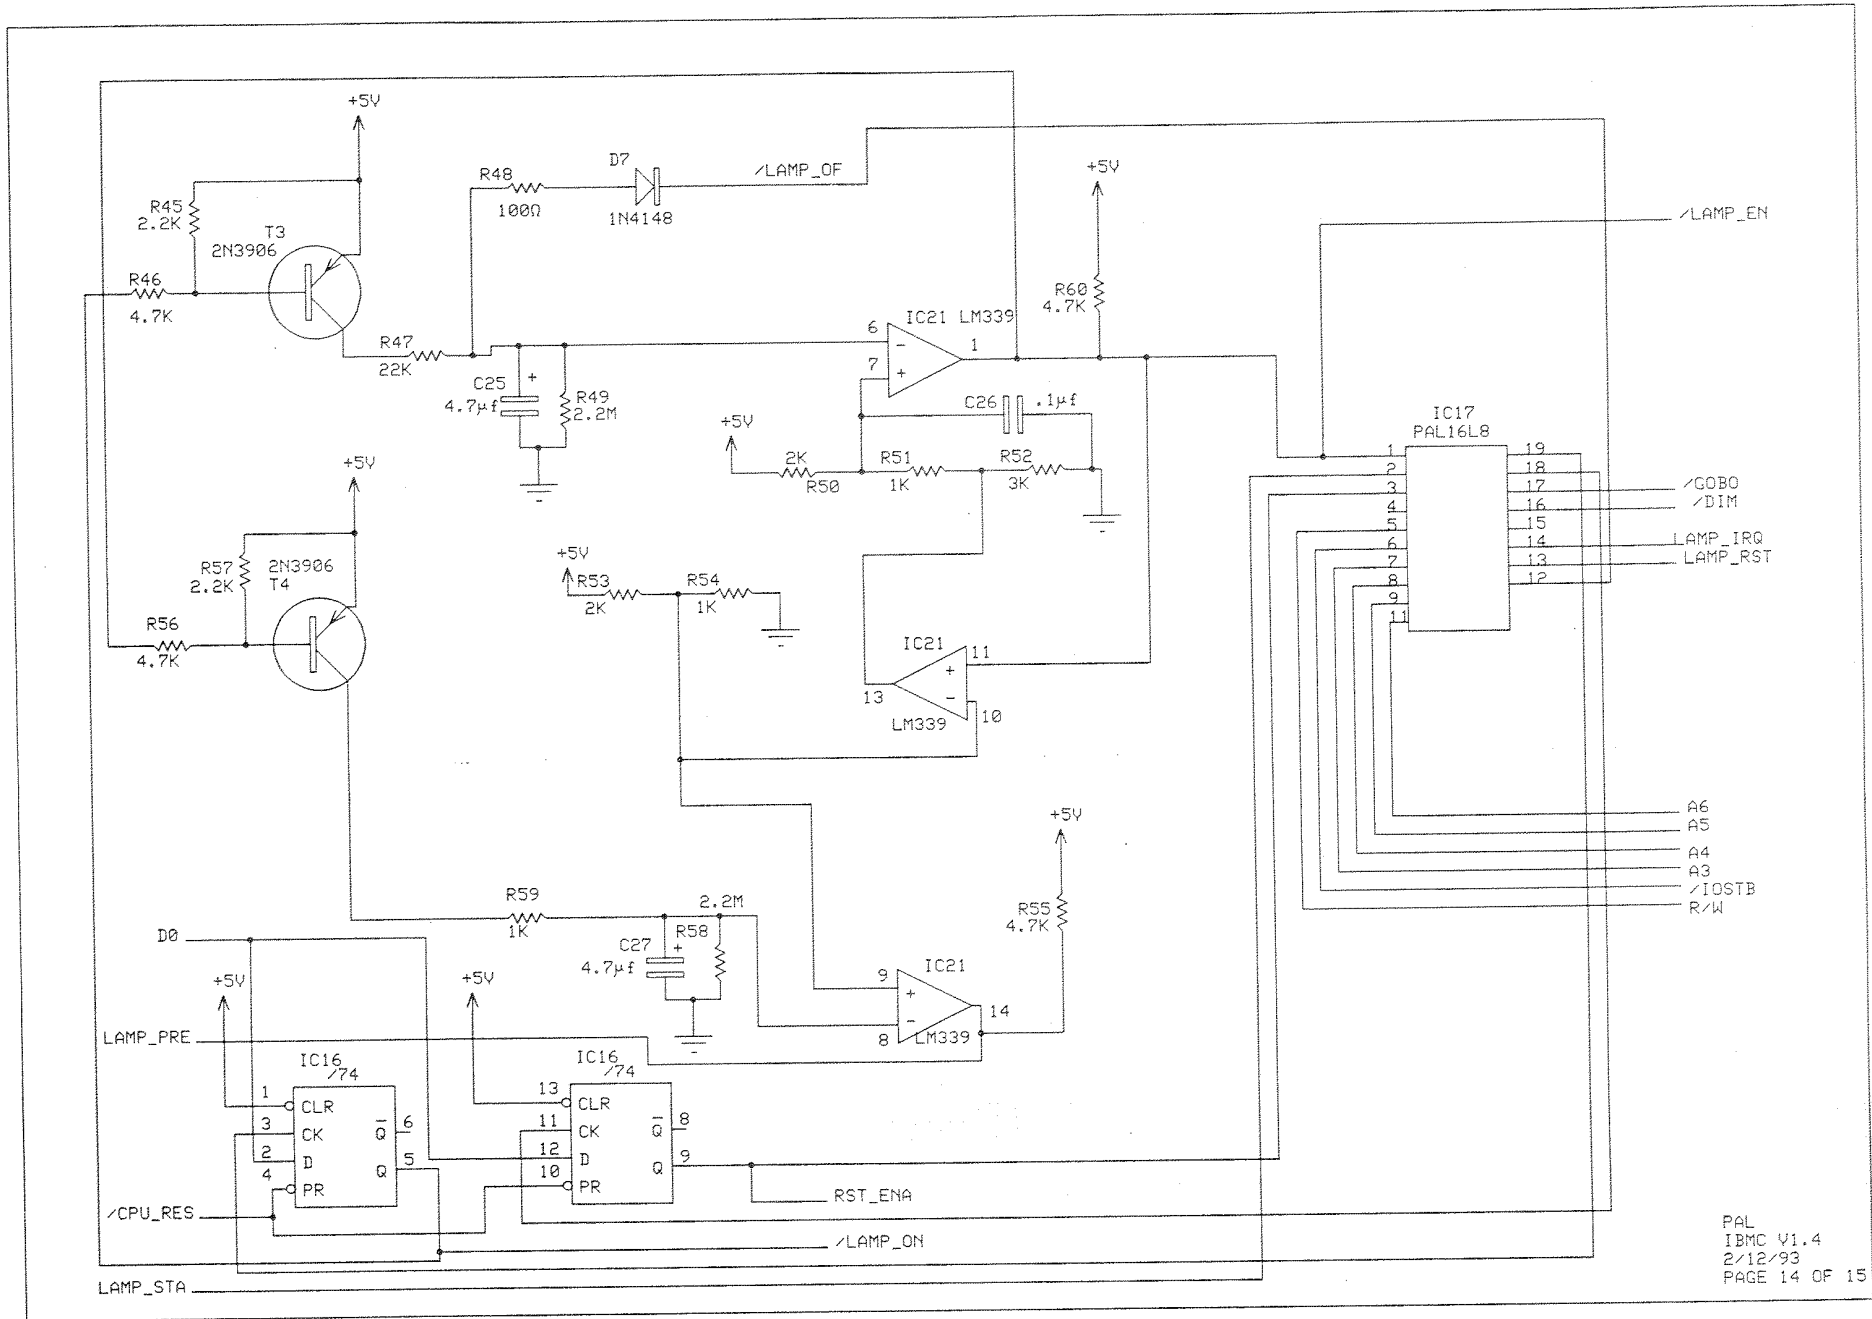 +5V
R45
2.2K
T3
2N3906
R46
4.7K
R47
22K
R48
100Ω
D7
1N4148
/LAMP_OF
C25
+
4.7µf
R49
2.2M
IC21 LM339
6
-
7
+
1
+5V
R60
4.7K
/LAMP_EN
C26
.1µf
+5V
2K
R50
R51
1K
R52
3K
IC17
PAL16L8
1
2
3
4
5
6
7
8
9
11
19
18
17
16
15
14
13
12
/GOBO
/DIM
LAMP_IRQ
LAMP_RST
+5V
R57
2.2K
2N3906
T4
R56
4.7K
+5V
R53
2K
R54
1K
IC21
11
+
-
13
10
LM339
A6
A5
A4
A3
/IOSTB
R/W
R59
1K
2.2M
R58
C27
+
4.7µf
+5V
R55
4.7K
IC21
9
+
-
8
14
LM339
D0
+5V
+5V
LAMP_PRE
IC16
/74
1
CLR
3
CK
2
D
4
PR
Q
6
Q
5
IC16
/74
13
CLR
11
CK
12
D
10
PR
Q
8
Q
9
/CPU_RES
RST_ENA
/LAMP_ON
LAMP_STA
PAL
IBMC V1.4
2/12/93
PAGE 14 OF 15